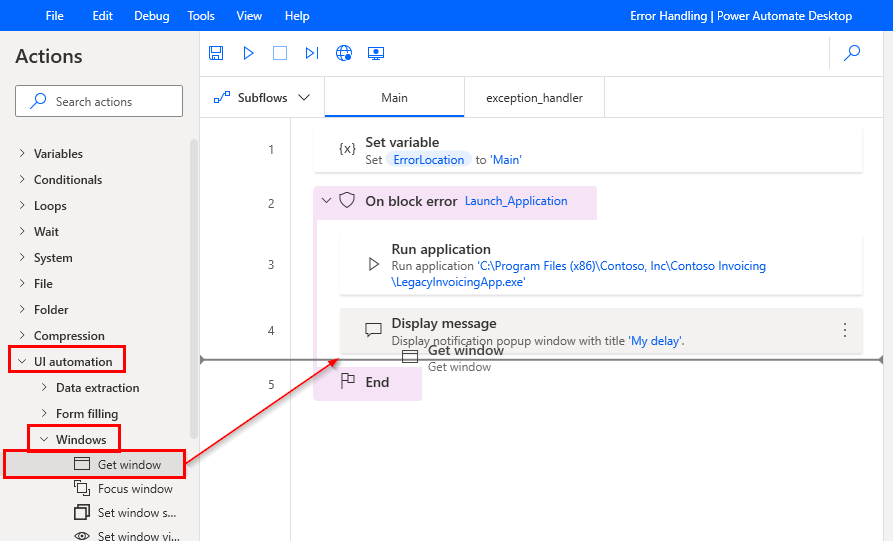 File Edit Debug Tools View Help Error Handling | Power Automate Desktop
Actions
Search actions
Variables
Conditionals
Loops
Wait
System
File
Folder
Compression
UI automation
Data extraction
Form filling
Windows
Get window
Focus window
Set window s...
Set window vi...
Subflows Main exception_handler
1 {x} Set variable
Set ErrorLocation to 'Main'
2 On block error Launch_Application
3 Run application
Run application 'C:\Program Files (x86)\Contoso, Inc\Contoso Invoicing
\LegacyInvoicingApp.exe'
4 Display message
Display notification popup window with title 'My delay'.
Get window
Get window
5 End